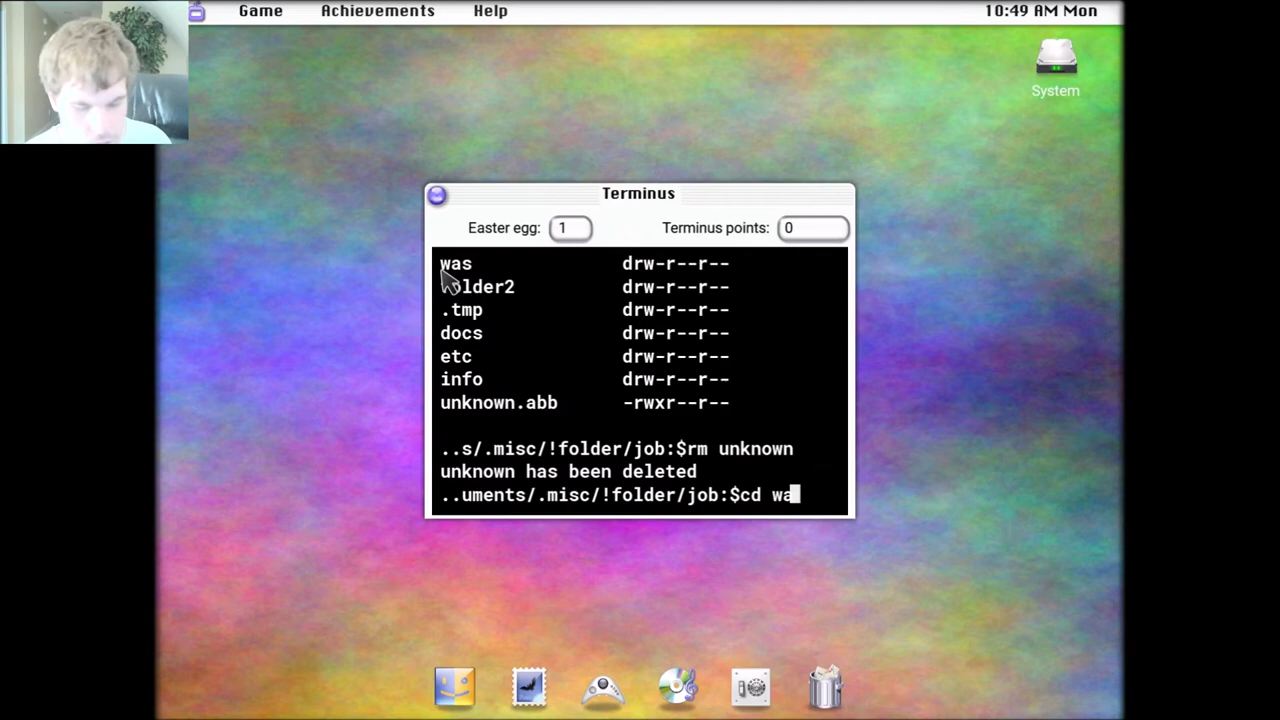 Game Achievements Help 10:49 AM Mon
System
Terminus
Easter egg: 1 Terminus points: 0
was drw-r--r--
folder2 drw-r--r--
.tmp drw-r--r--
docs drw-r--r--
etc drw-r--r--
info drw-r--r--
unknown.abb -rwxr--r--
..s/.misc/!folder/job:$rm unknown
unknown has been deleted
..uments/.misc/!folder/job:$cd wa